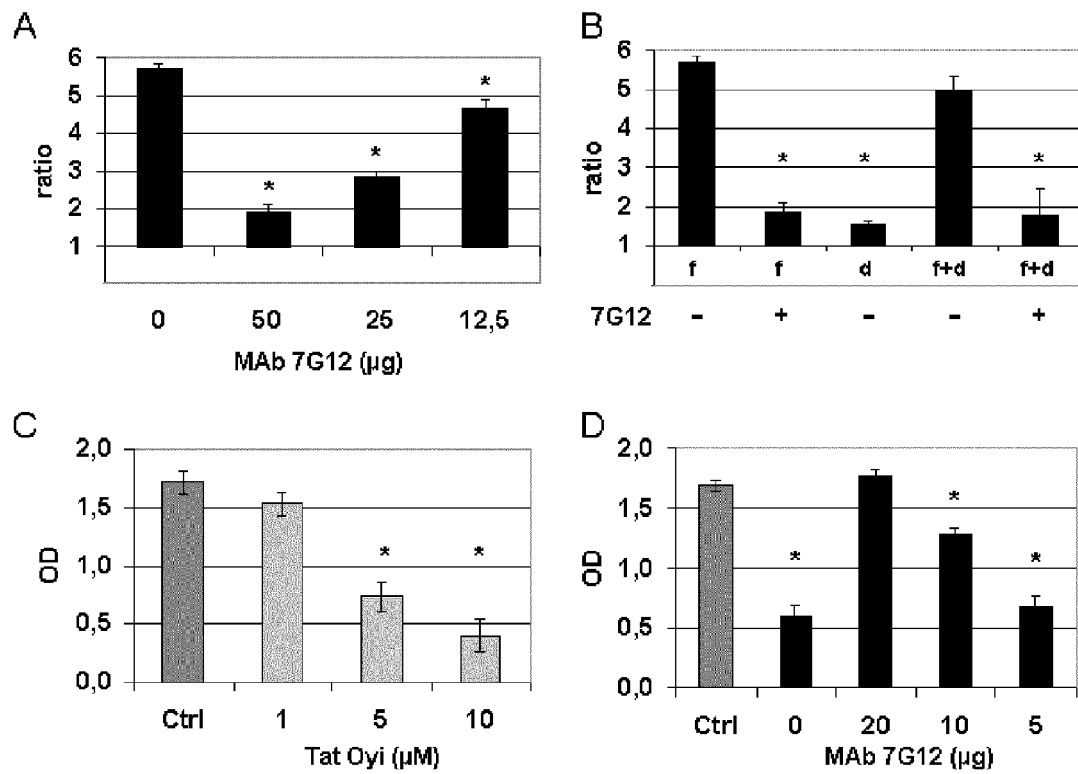 A
6
5
4
3
2
1
ratio
*
*
*
0 50 25 12,5
MAb 7G12 (µg)
B
6
5
4
3
2
1
ratio
*
*
*
f f d f+d f+d
7G12 - + - - +
C
2,0
1,5
1,0
0,5
0,0
OD
*
*
Ctrl 1 5 10
Tat Oyi (µM)
D
2,0
1,5
1,0
0,5
0,0
OD
*
*
*
Ctrl 0 20 10 5
MAb 7G12 (µg)